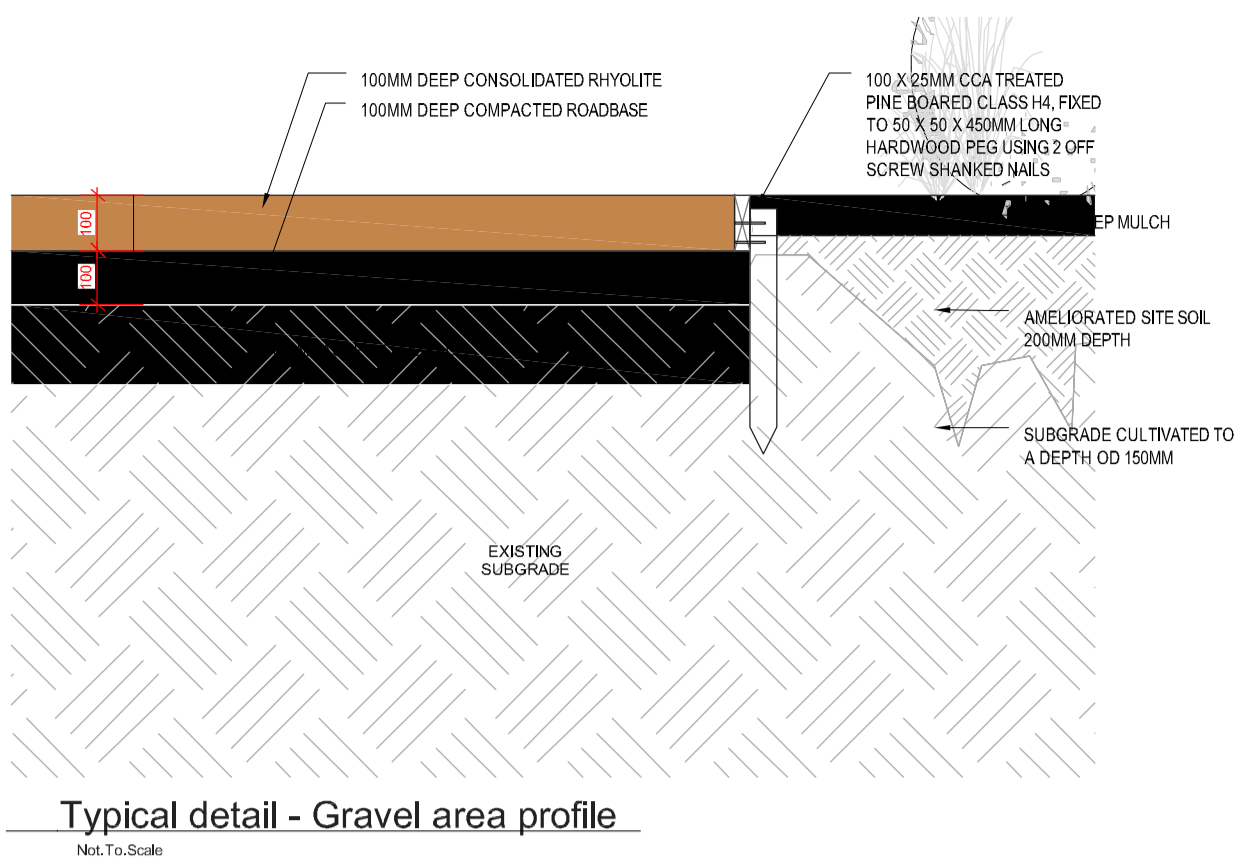 100MM DEEP CONSOLIDATED RHYOLITE
100MM DEEP COMPACTED ROADBASE
100 X 25MM CCA TREATED
PINE BOARED CLASS H4, FIXED
TO 50 X 50 X 450MM LONG
HARDWOOD PEG USING 2 OFF
SCREW SHANKED NAILS
100
100
EP MULCH
AMELIORATED SITE SOIL
200MM DEPTH
SUBGRADE CULTIVATED TO
A DEPTH OD 150MM
EXISTING
SUBGRADE
Typical detail - Gravel area profile
Not.To.Scale